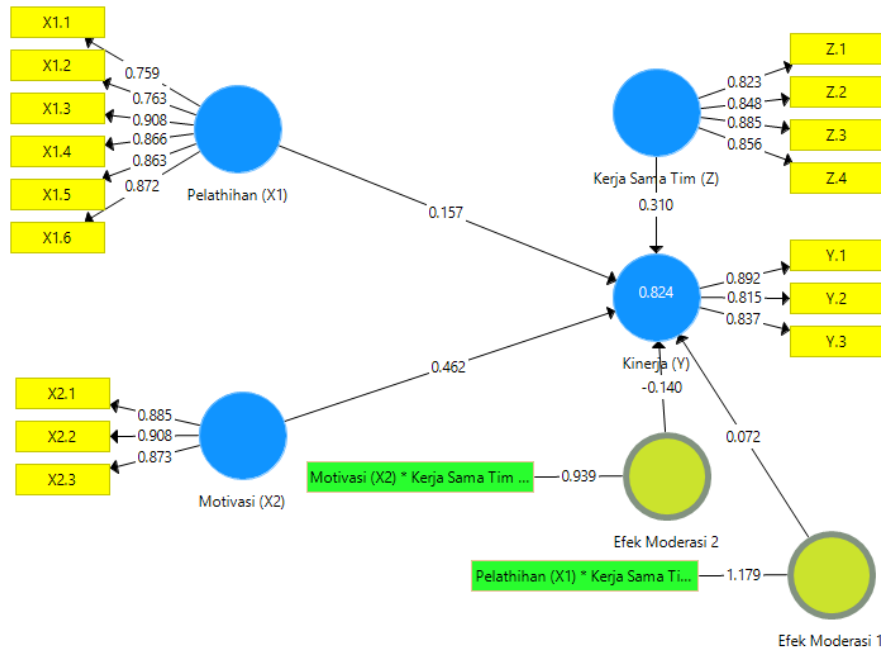 X1.1
X1.2
X1.3
X1.4
X1.5
X1.6
0.759
0.763
0.908
0.866
0.863
0.872
Pelathihan (X1)
0.157
Z.1
Z.2
Z.3
Z.4
0.823
0.848
0.885
0.856
Kerja Sama Tim (Z)
0.310
0.824
Kinerja (Y)
0.892
0.815
0.837
Y.1
Y.2
Y.3
X2.1
X2.2
X2.3
0.885
0.908
0.873
Motivasi (X2)
0.462
-0.140
0.072
Motivasi (X2) * Kerja Sama Tim ...
0.939
Efek Moderasi 2
Pelathihan (X1) * Kerja Sama Ti...
1.179
Efek Moderasi 1